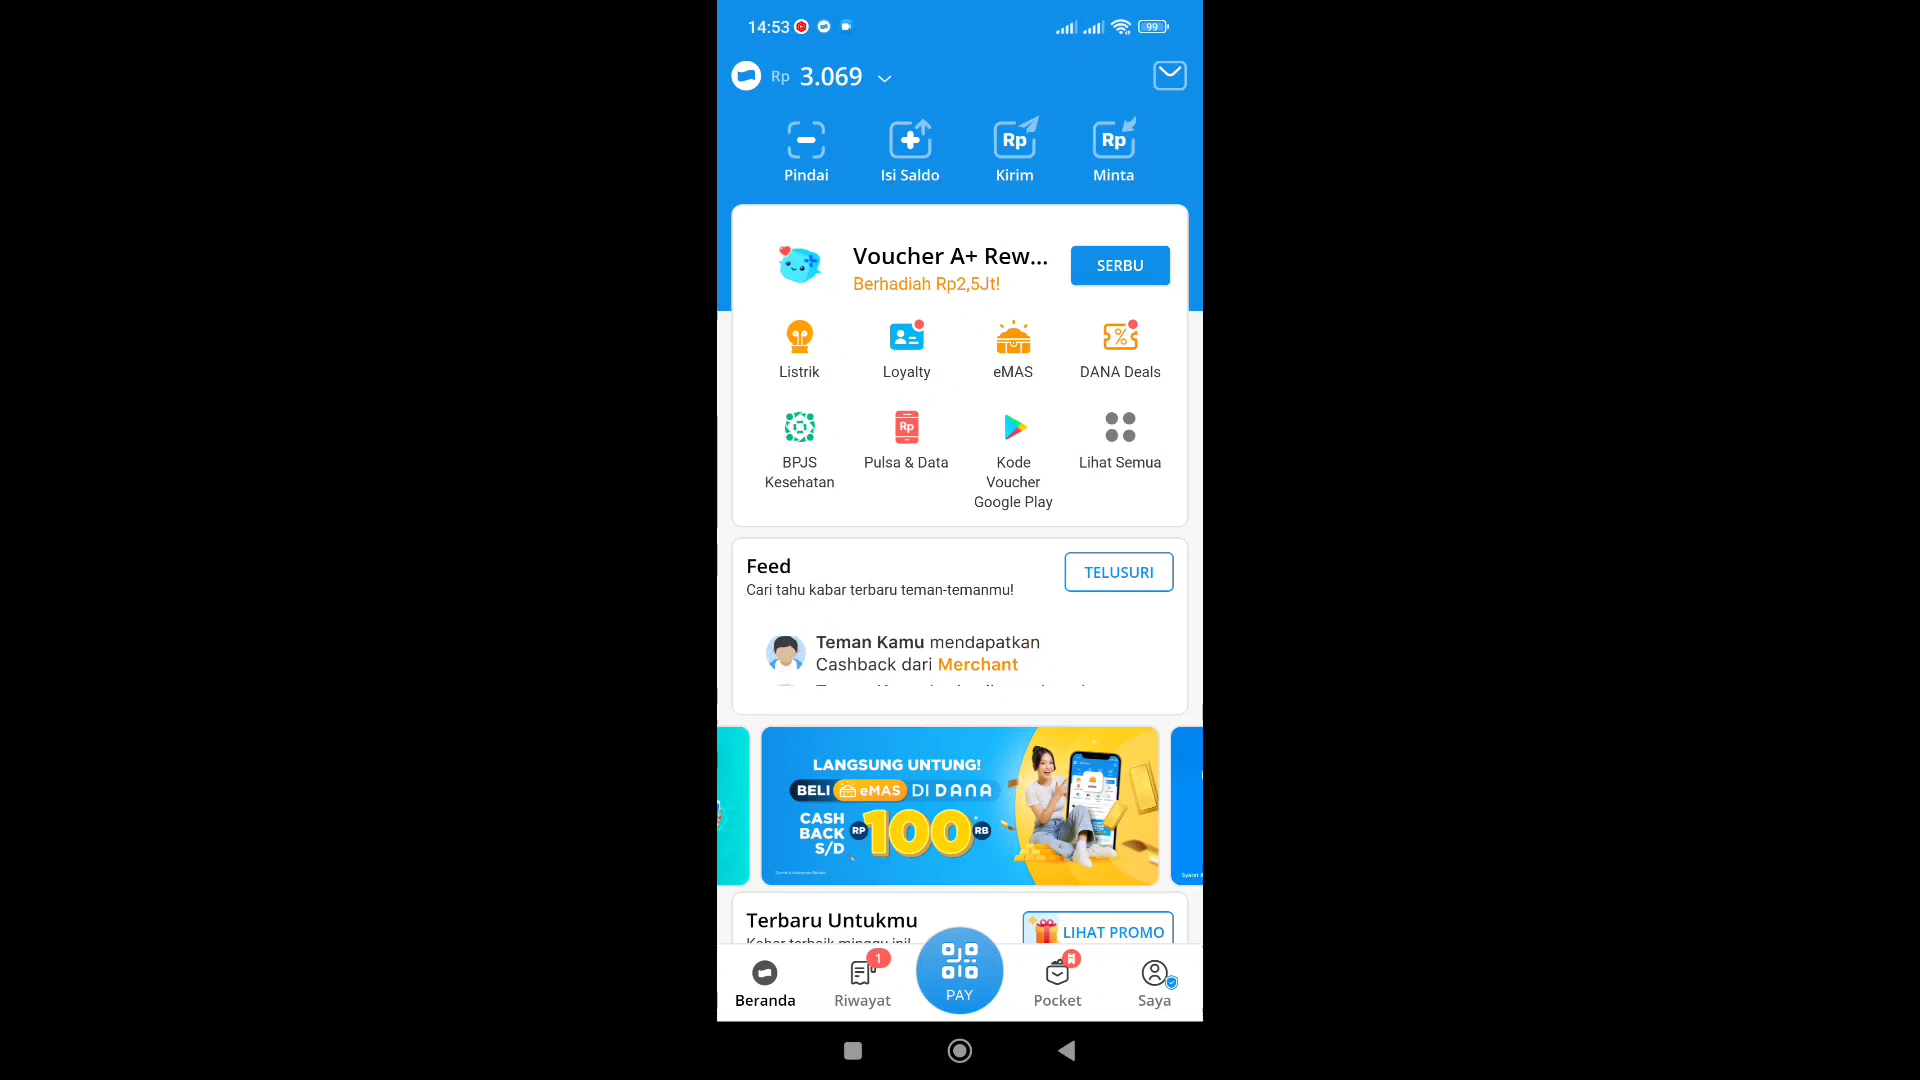 14:53
99
Rp 3.069
Rp
Rp
Pindai
Isi Saldo
Kirim
Minta
Voucher A+ Rew...
Berhadiah Rp2,5Jt!
SERBU
Listrik
Loyalty
eMAS
DANA Deals
Rp
BPJS
Kesehatan
Pulsa & Data
Kode
Voucher
Google Play
Lihat Semua
Feed
Cari tahu kabar terbaru teman-temanmu!
TELUSURI
Teman Kamu mendapatkan
Cashback dari Merchant
LANGSUNG UNTUNG!
BELI eMAS DI DANA
CASH
BACK
S/D
RP 100 RB
Terbaru Untukmu
LIHAT PROMO
1
Beranda
Riwayat
PAY
Pocket
Saya